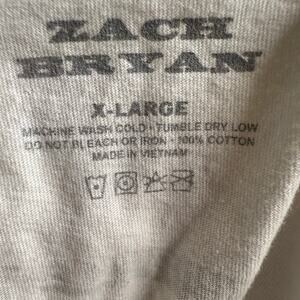 ZACH
BRYAN
X-LARGE
MACHINE WASH COLD • TUMBLE DRY LOW
DO NOT BLEACH OR IRON • 100% COTTON
MADE IN VIETNAM